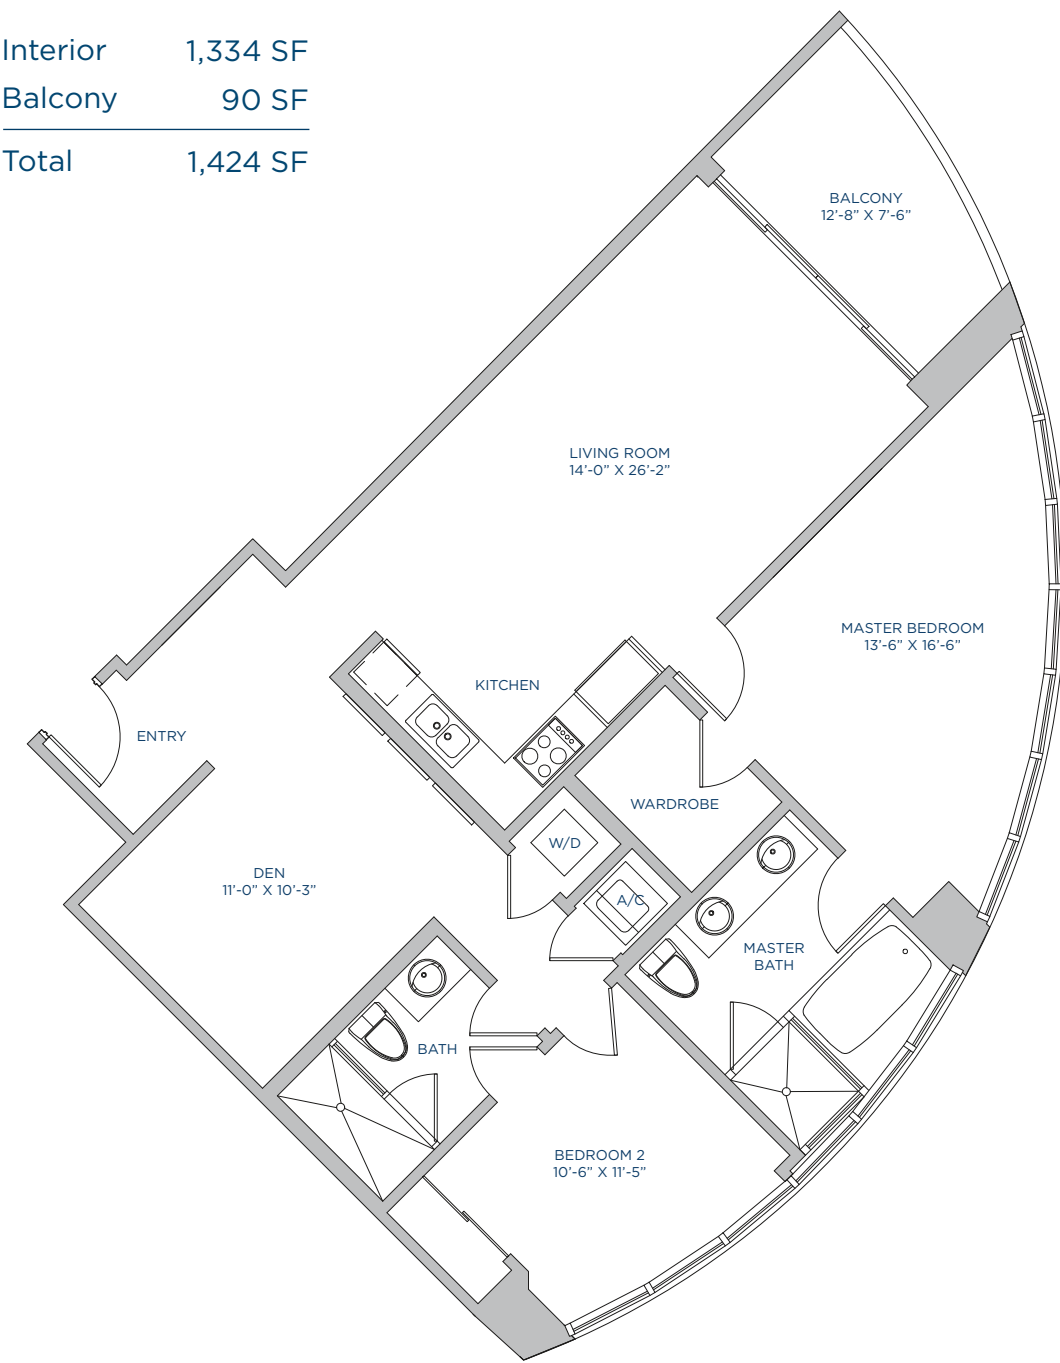 Interior 1,334 SF
Balcony 90 SF
Total 1,424 SF
BALCONY
12'-8" X 7'-6"
LIVING ROOM
14'-0" X 26'-2"
MASTER BEDROOM
13'-6" X 16'-6"
KITCHEN
ENTRY
WARDROBE
W/D
DEN
11'-0" X 10'-3"
A/C
MASTER
BATH
BATH
BEDROOM 2
10'-6" X 11'-5"